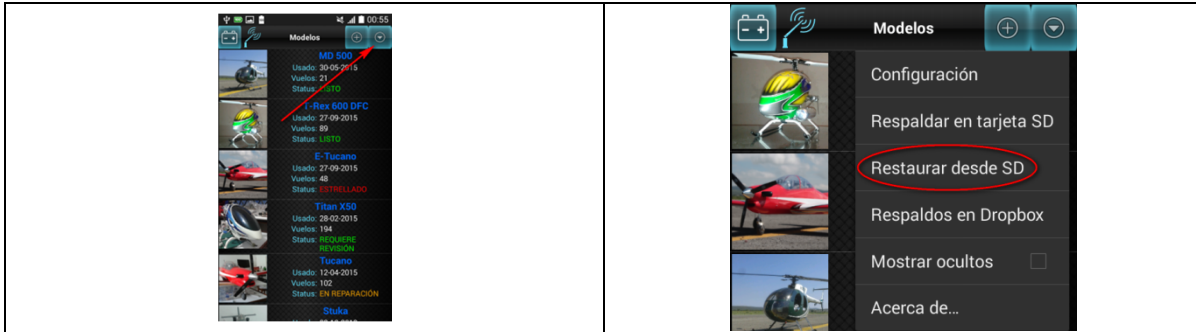 00:55
Modelos
MD 500
Usado: 30-05-2015
Vuelos: 21
Status: LISTO
T-Rex 600 DFC
Usado: 27-09-2015
Vuelos: 89
Status: LISTO
E-Tucano
Usado: 27-09-2015
Vuelos: 48
Status: ESTRELLADO
Titan X50
Usado: 28-02-2015
Vuelos: 194
Status: REQUIERE
REVISIÓN
Tucano
Usado: 12-04-2015
Vuelos: 102
Status: EN REPARACIÓN
Stuka
Modelos
Configuración
Respaldar en tarjeta SD
Restaurar desde SD
Respaldos en Dropbox
Mostrar ocultos
Acerca de...